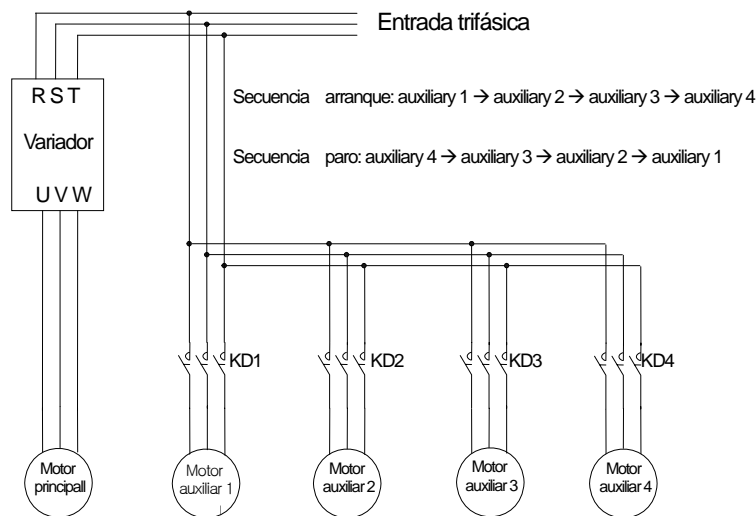 Entrada trifásica
R S T
Variador
U V W
Secuencia arranque: auxiliary 1 → auxiliary 2 → auxiliary 3 → auxiliary 4
Secuencia paro: auxiliary 4 → auxiliary 3 → auxiliary 2 → auxiliary 1
KD1
KD2
KD3
KD4
Motor
principall
Motor
auxiliar 1
Motor
auxiliar 2
Motor
auxiliar 3
Motor
auxiliar 4